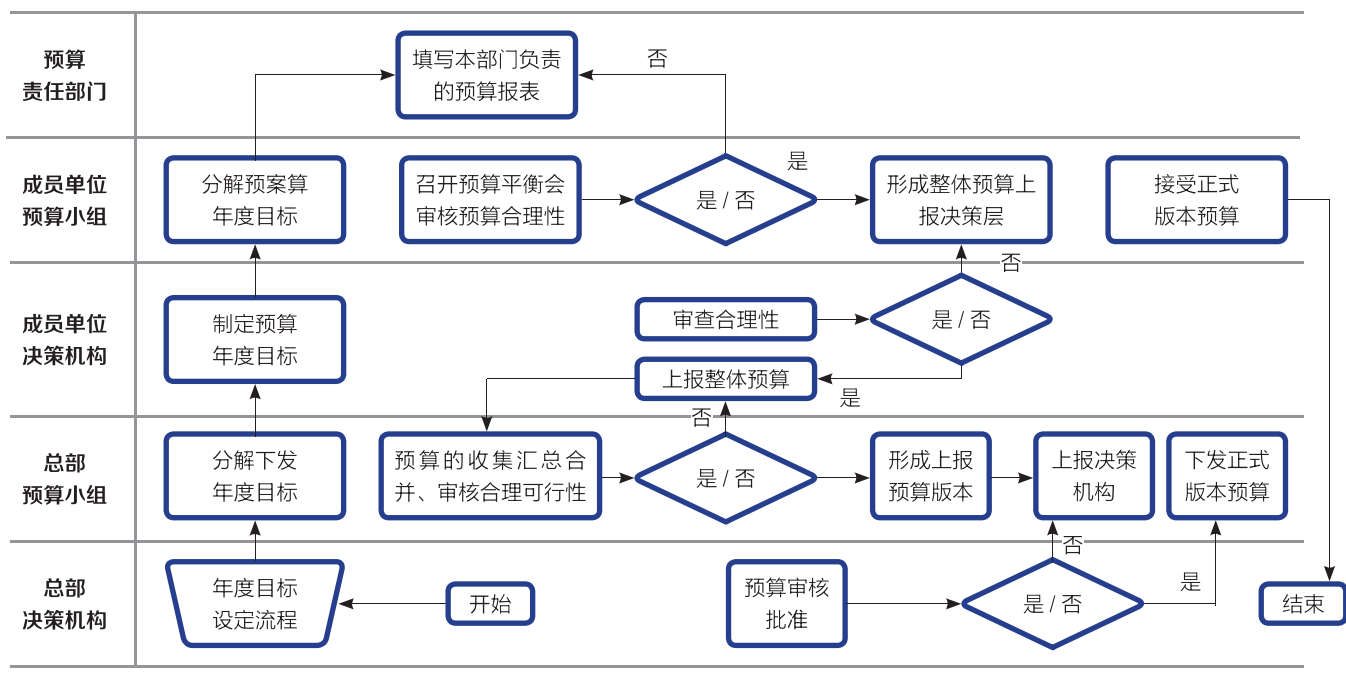 预算
责任部门
填写本部门负责
的预算报表
否
成员单位
预算小组
分解预案算
年度目标
召开预算平衡会
审核预算合理性
是 / 否
是
形成整体预算上
报决策层
接受正式
版本预算
成员单位
决策机构
制定预算
年度目标
审查合理性
是 / 否
否
上报整体预算
是
总部
预算小组
分解下发
年度目标
预算的收集汇总合
并、审核合理可行性
否
是 / 否
形成上报
预算版本
上报决策
机构
下发正式
版本预算
总部
决策机构
年度目标
设定流程
开始
预算审核
批准
是 / 否
否
是
结束